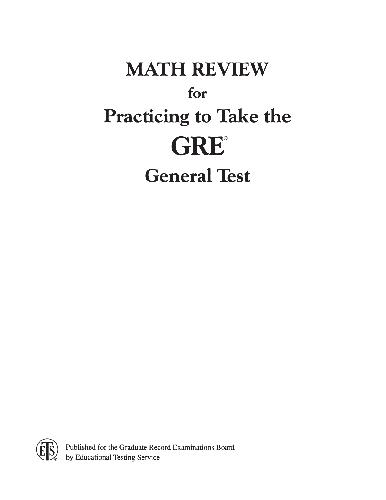 MATH REVIEW
for
Practicing to Take the
GRE®
General Test
ETS
Published for the Graduate Record Examinations Board
by Educational Testing Service